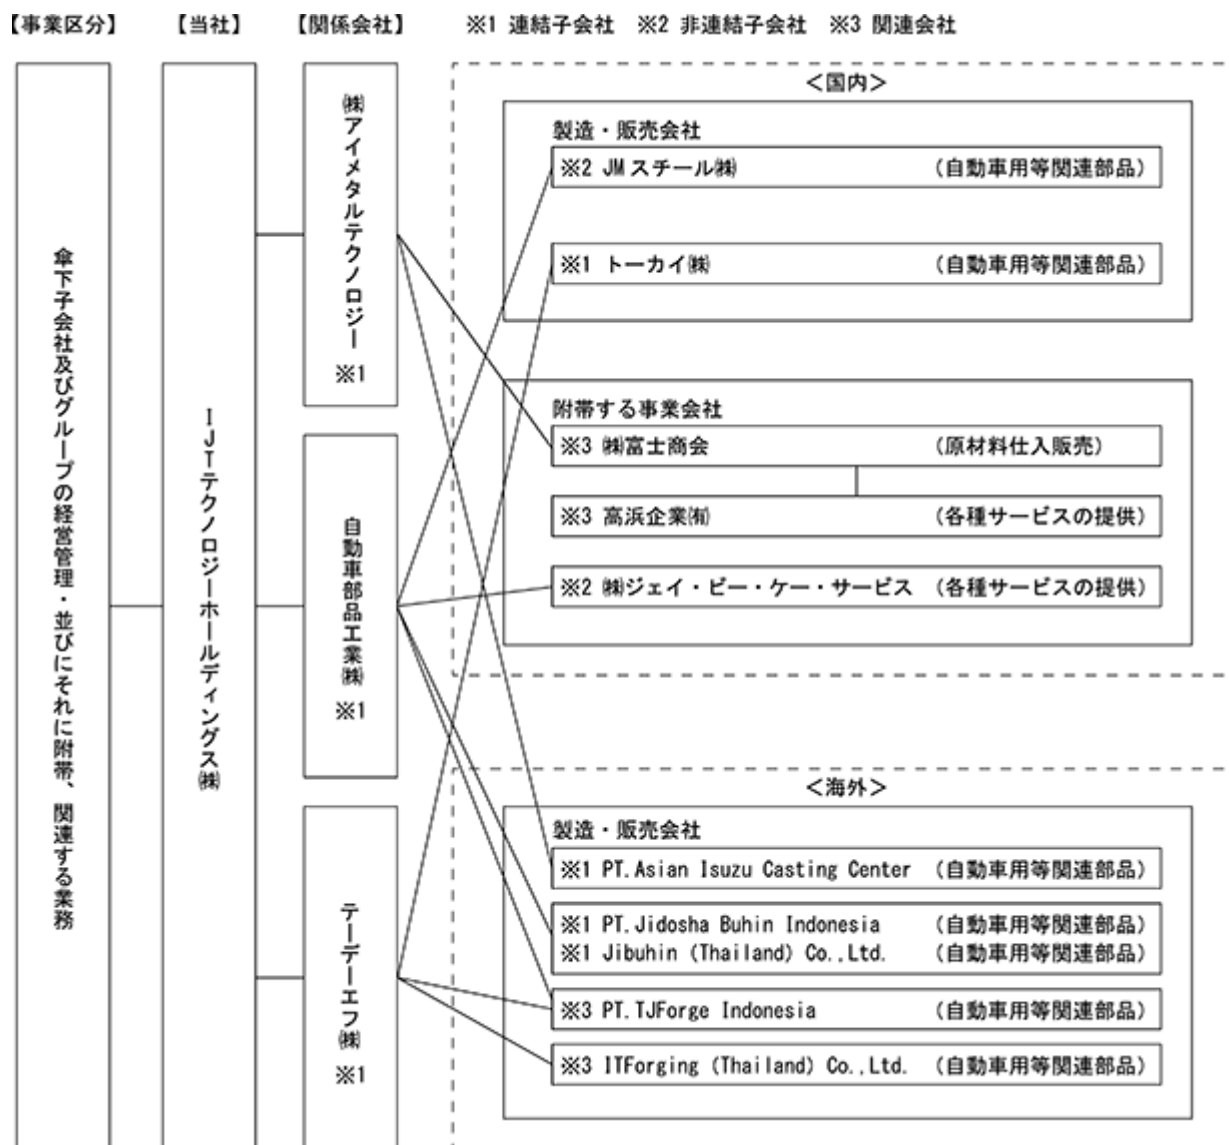 【事業区分】 【当社】 【関係会社】 ※1 連結子会社 ※2 非連結子会社 ※3 関連会社
傘下子会社及びグループの経営管理・並びにそれに附帯、関連する業務
IJTテクノロジーホールディングス㈱
㈱アイメタルテクノロジー ※1
自動車部品工業㈱ ※1
テーデーエフ㈱ ※1
<国内>
製造・販売会社
※2 JMスチール㈱ (自動車用等関連部品)
※1 トーカイ㈱ (自動車用等関連部品)
附帯する事業会社
※3 ㈱富士商会 (原材料仕入販売)
※3 高浜企業㈲ (各種サービスの提供)
※2 ㈱ジェイ・ビー・ケー・サービス (各種サービスの提供)
<海外>
製造・販売会社
※1 PT.Asian Isuzu Casting Center (自動車用等関連部品)
※1 PT.Jidosha Buhin Indonesia (自動車用等関連部品)
※1 Jibuhin (Thailand) Co.,Ltd. (自動車用等関連部品)
※3 PT.TJForge Indonesia (自動車用等関連部品)
※3 ITForging (Thailand) Co.,Ltd. (自動車用等関連部品)